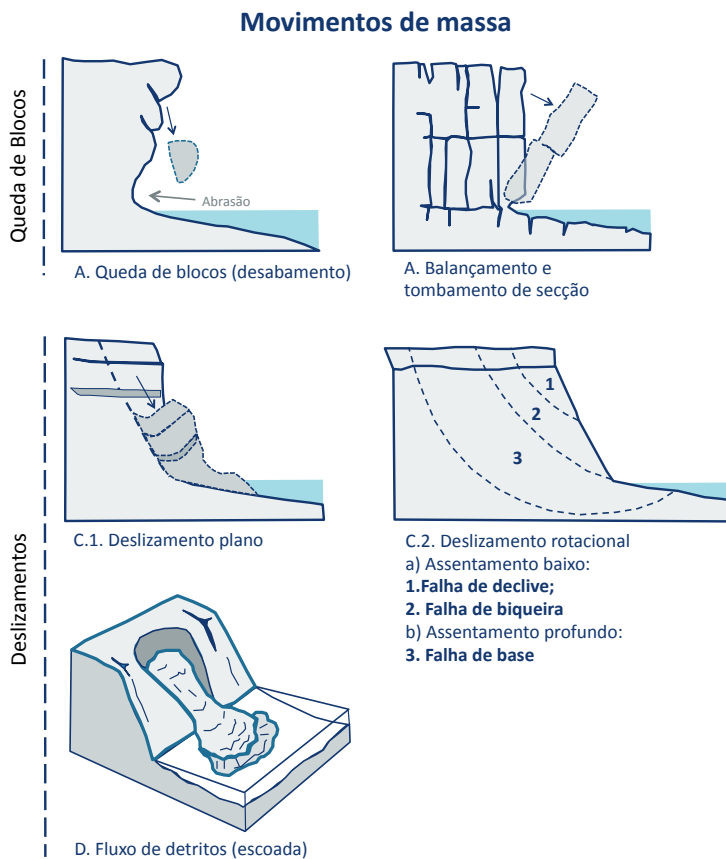 Movimentos de massa
Queda de Blocos
Abrasão
A. Queda de blocos (desabamento)
A. Balançamento e
tombamento de secção
Deslizamentos
C.1. Deslizamento plano
1
2
3
C.2. Deslizamento rotacional
a) Assentamento baixo:
1.Falha de declive;
2. Falha de biqueira
b) Assentamento profundo:
3. Falha de base
D. Fluxo de detritos (escoada)